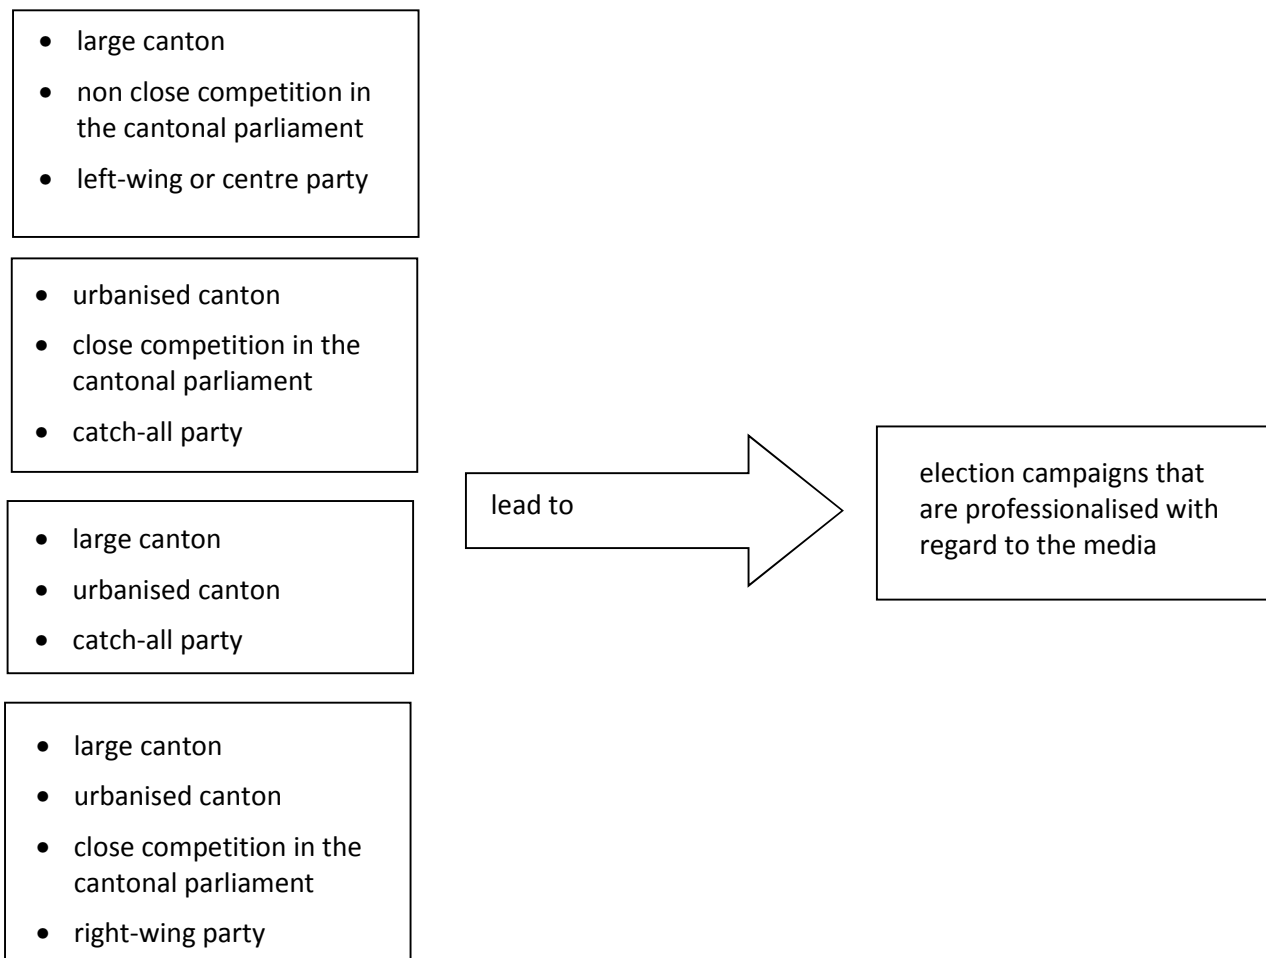 • large canton
• non close competition in
the cantonal parliament
• left-wing or centre party
• urbanised canton
• close competition in the
cantonal parliament
• catch-all party
• large canton
• urbanised canton
• catch-all party
• large canton
• urbanised canton
• close competition in the
cantonal parliament
• right-wing party
lead to
election campaigns that
are professionalised with
regard to the media